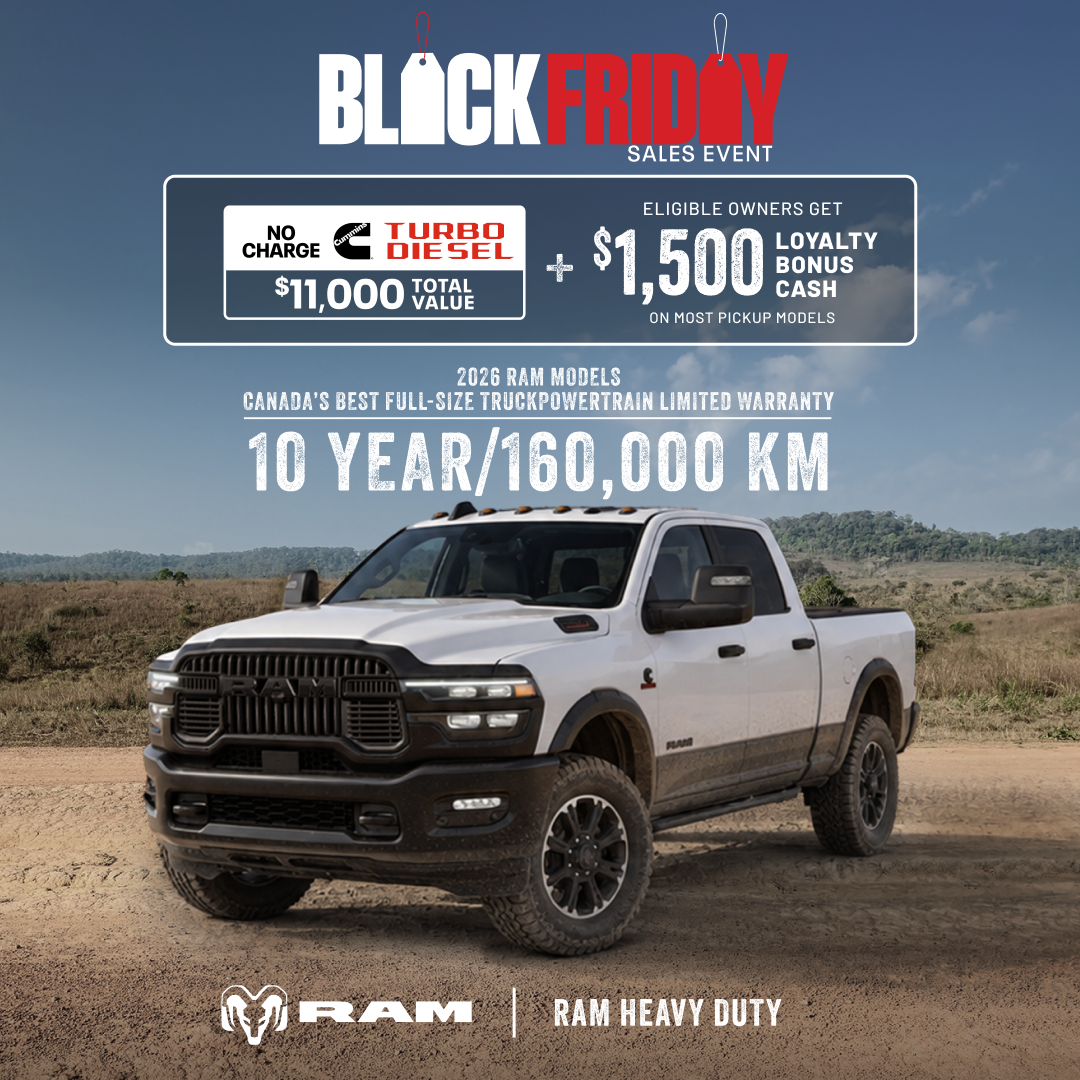 BLACK FRIDAY
SALES EVENT
NO CHARGE Cummins TURBO DIESEL
$11,000 TOTAL VALUE
+
ELIGIBLE OWNERS GET
$1,500 LOYALTY BONUS CASH
ON MOST PICKUP MODELS
2026 RAM MODELS
CANADA'S BEST FULL-SIZE TRUCKPOWERTRAIN LIMITED WARRANTY
10 YEAR/160,000 KM
RAM
RAM
RAM | RAM HEAVY DUTY